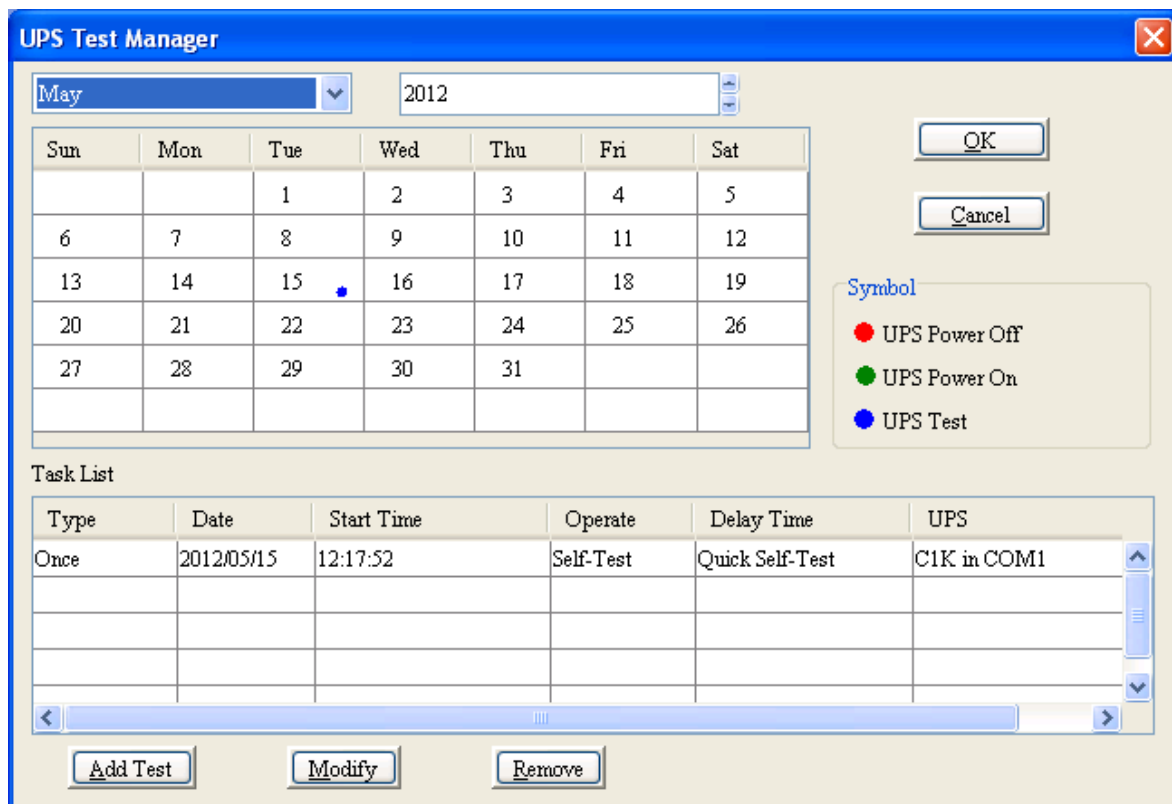 UPS Test Manager
May 2012
Sun Mon Tue Wed Thu Fri Sat
1 2 3 4 5
6 7 8 9 10 11 12
13 14 15 16 17 18 19
20 21 22 23 24 25 26
27 28 29 30 31
OK
Cancel
Symbol
UPS Power Off
UPS Power On
UPS Test
Task List
Type Date Start Time Operate Delay Time UPS
Once 2012/05/15 12:17:52 Self-Test Quick Self-Test C1K in COM1
Add Test Modify Remove